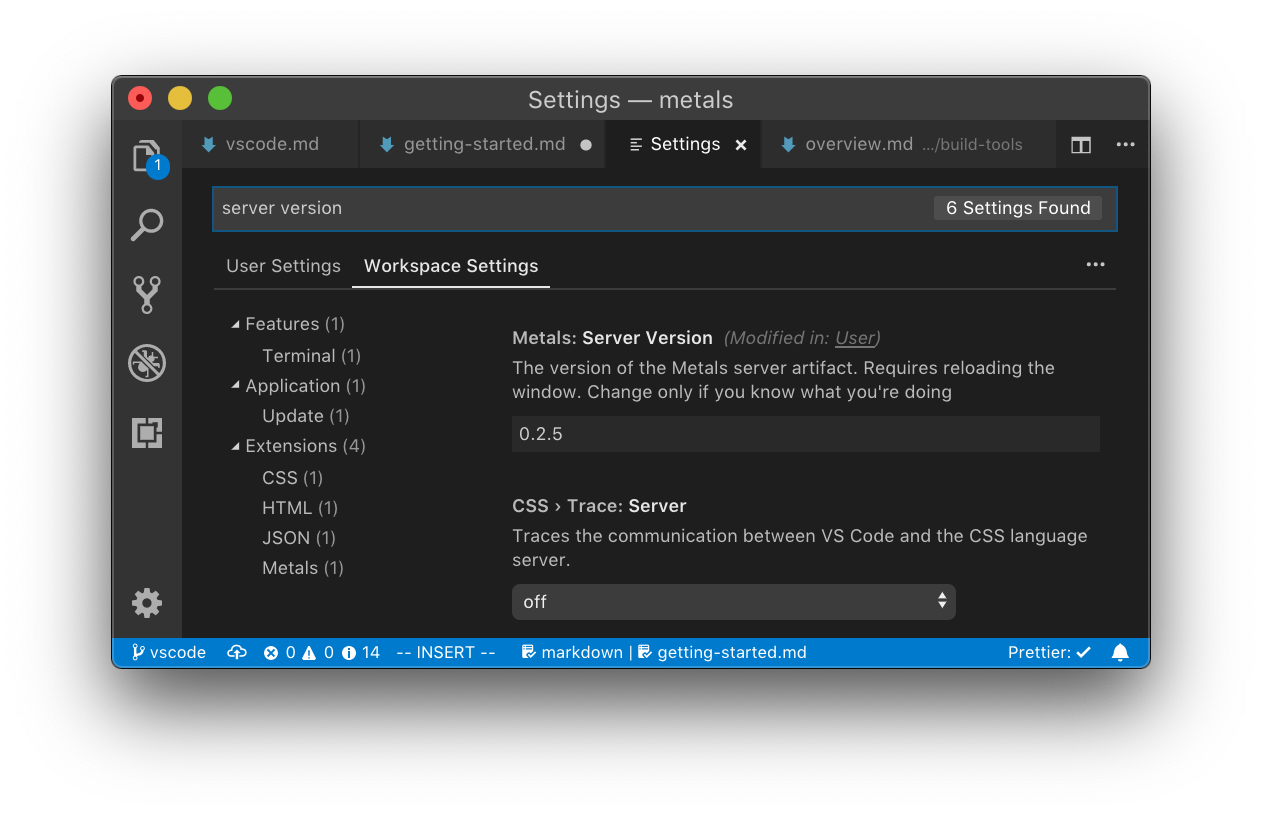 Settings — metals
vscode.md getting-started.md Settings overview.md .../build-tools
1
server version 6 Settings Found
User Settings Workspace Settings
Features (1)
Terminal (1)
Application (1)
Update (1)
Extensions (4)
CSS (1)
HTML (1)
JSON (1)
Metals (1)
Metals: Server Version (Modified in: User)
The version of the Metals server artifact. Requires reloading the
window. Change only if you know what you're doing
0.2.5
CSS › Trace: Server
Traces the communication between VS Code and the CSS language
server.
off
vscode 0 0 14 -- INSERT -- markdown | getting-started.md Prettier: ✓